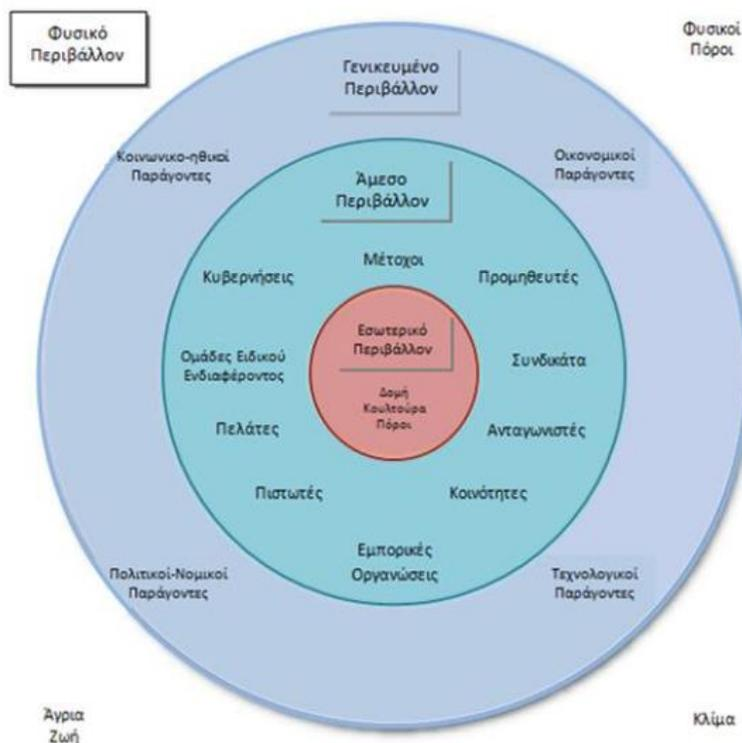 Φυσικό
Περιβάλλον
Φυσικοί
Πόροι
Γενικευμένο
Περιβάλλον
Κοινωνικο-ηθικοί
Παράγοντες
Οικονομικοί
Παράγοντες
Άμεσο
Περιβάλλον
Μέτοχοι
Κυβερνήσεις
Προμηθευτές
Εσωτερικό
Περιβάλλον
Ομάδες Ειδικού
Ενδιαφέροντος
Συνδικάτα
Δομή
Κουλτούρα
Πόροι
Πελάτες
Ανταγωνιστές
Πιστωτές
Κοινότητες
Εμπορικές
Οργανώσεις
Πολιτικοί-Νομικοί
Παράγοντες
Τεχνολογικοί
Παράγοντες
Άγρια
Ζωή
Κλίμα